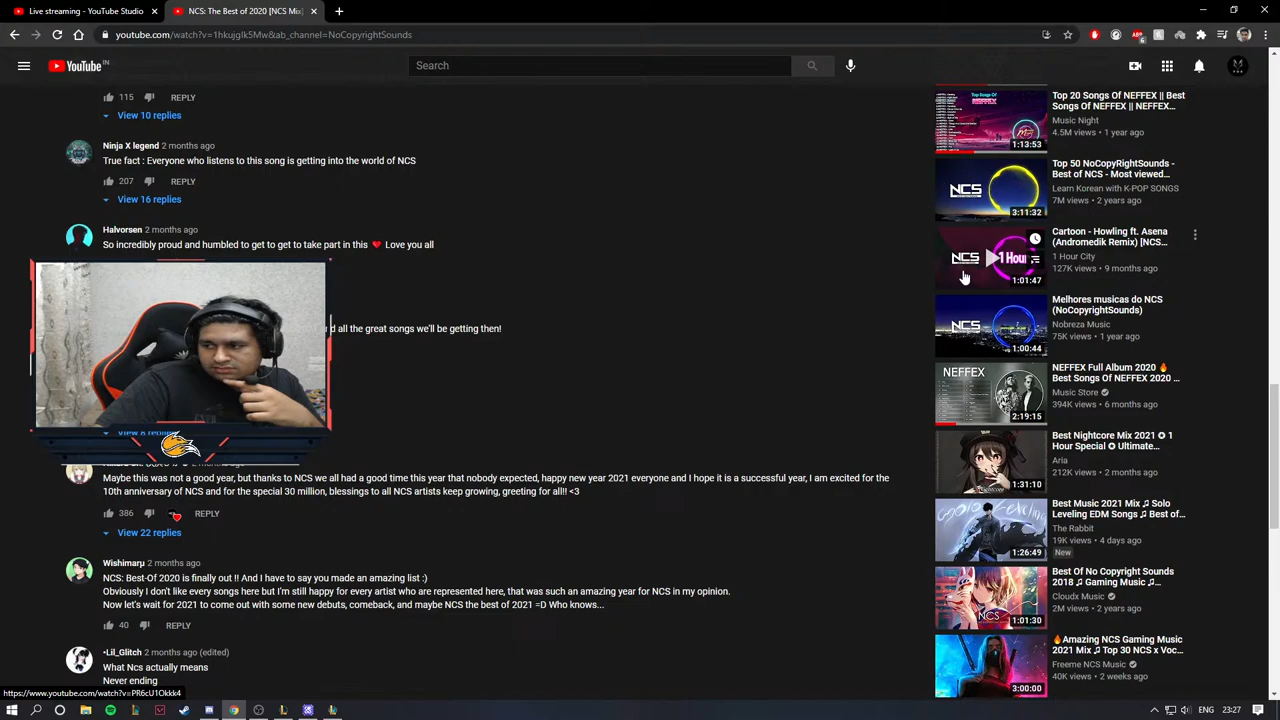 Live streaming - YouTube Studio
NCS: The Best of 2020 [NCS Mix]
youtube.com/watch?v=1hkujgIk5Mw&ab_channel=NoCopyrightSounds
YouTube IN
Search
115 REPLY
View 10 replies
Ninja X legend 2 months ago
True fact : Everyone who listens to this song is getting into the world of NCS
207 REPLY
View 16 replies
Halvorsen 2 months ago
So incredibly proud and humbled to get to get to take part in this ❤ Love you all
d all the great songs we'll be getting then!
View 8 replies
2 months ago
Maybe this was not a good year, but thanks to NCS we all had a good time this year that nobody expected, happy new year 2021 everyone and I hope it is a successful year, I am excited for the
10th anniversary of NCS and for the special 30 million, blessings to all NCS artists keep growing, greeting for all!! <3
386 REPLY
View 22 replies
Wishimaru 2 months ago
NCS: Best-Of 2020 is finally out !! And I have to say you made an amazing list :)
Obviously I don't like every songs here but I'm still happy for every artist who are represented here, that was such an amazing year for NCS in my opinion.
Now let's wait for 2021 to come out with some new debuts, comeback, and maybe NCS the best of 2021 =D Who knows...
40 REPLY
•Lil_Glitch 2 months ago (edited)
What Ncs actually means
Never ending
https://www.youtube.com/watch?v=PR6cU1Okkk4
Top Songs Of
NEFFEX
1:13:53
Top 20 Songs Of NEFFEX || Best
Songs Of NEFFEX || NEFFEX...
Music Night
4.5M views • 1 year ago
NCS
3:11:32
Top 50 NoCopyRightSounds -
Best of NCS - Most viewed...
Learn Korean with K-POP SONGS
7M views • 2 years ago
NCS
1 Hour
1:01:47
Cartoon - Howling ft. Asena
(Andromedik Remix) [NCS...
1 Hour City
127K views • 9 months ago
NCS
1:00:44
Melhores musicas do NCS
(NoCopyrightSounds)
Nobreza Music
75K views • 1 year ago
NEFFEX
2:19:15
NEFFEX Full Album 2020 🔥
Best Songs Of NEFFEX 2020 ...
Music Store
394K views • 6 months ago
1:31:10
Best Nightcore Mix 2021 ✪ 1
Hour Special ✪ Ultimate...
Aria
212K views • 2 months ago
1:26:49
Best Music 2021 Mix ♫ Solo
Leveling EDM Songs ♫ Best of...
The Rabbit
19K views • 4 days ago
New
NCS
1:01:30
Best Of No Copyright Sounds
2018 ♫ Gaming Music ♫...
Cloudx Music
2M views • 2 years ago
3:00:00
🔥Amazing NCS Gaming Music
2021 Mix ♫ Top 30 NCS x Voc...
Freeme NCS Music
40K views • 2 weeks ago
ENG
23:27